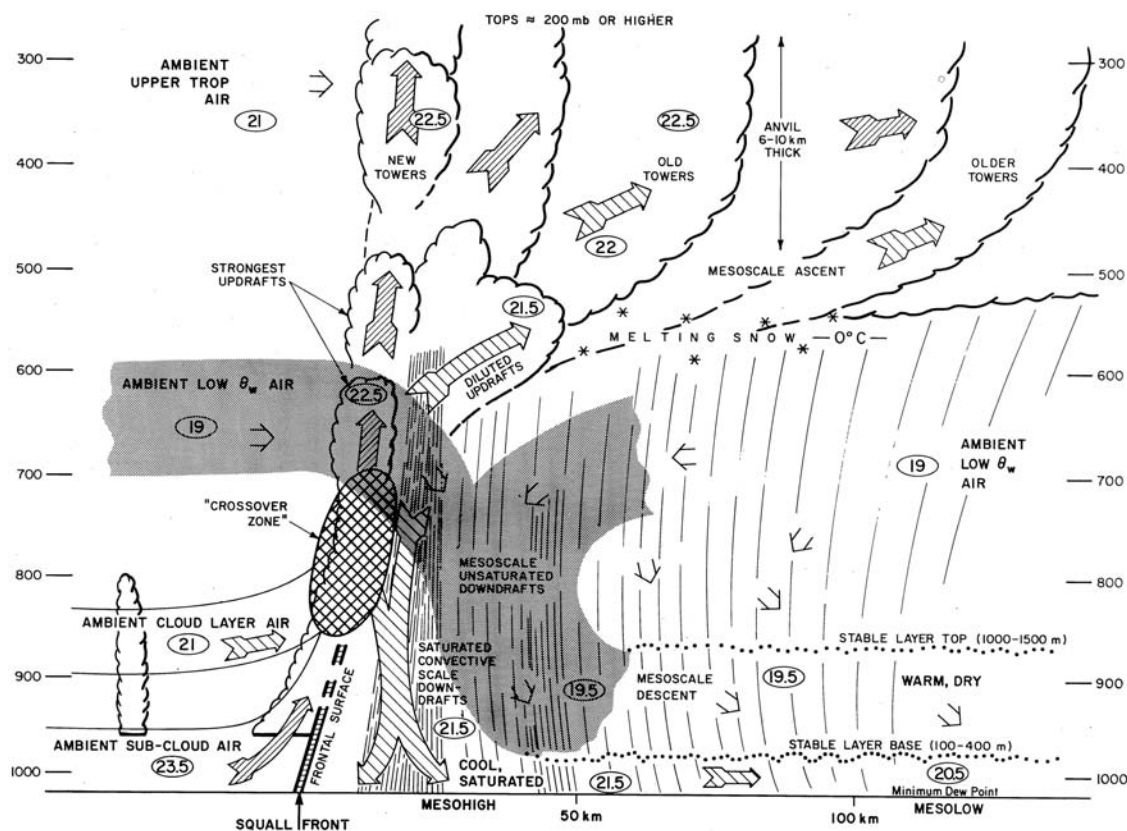 TOPS ≈ 200 mb OR HIGHER
300
AMBIENT
UPPER TROP
AIR
21
22.5
NEW
TOWERS
22.5
OLD
TOWERS
ANVIL
6-10 km
THICK
300
400
22
OLDER
TOWERS
400
500
STRONGEST
UPDRAFTS
21.5
DILUTED
UPDRAFTS
MESOSCALE ASCENT
500
MELTING SNOW —0°C—
600
AMBIENT LOW θw AIR
19
22.5
600
700
"CROSSOVER
ZONE"
19
AMBIENT
LOW θw
AIR
700
800
MESOSCALE
UNSATURATED
DOWNDRAFTS
800
AMBIENT CLOUD LAYER AIR
21
STABLE LAYER TOP (1000-1500 m)
900
SATURATED
CONVECTIVE
SCALE
DOWN-
DRAFTS
21.5
19.5
MESOSCALE
DESCENT
19.5
WARM, DRY
900
AMBIENT SUB-CLOUD AIR
23.5
FRONTAL SURFACE
COOL,
SATURATED
STABLE LAYER BASE (100-400 m)
1000
21.5
20.5
Minimum Dew Point
1000
SQUALL FRONT
MESOHIGH
50 km
100 km
MESOLOW